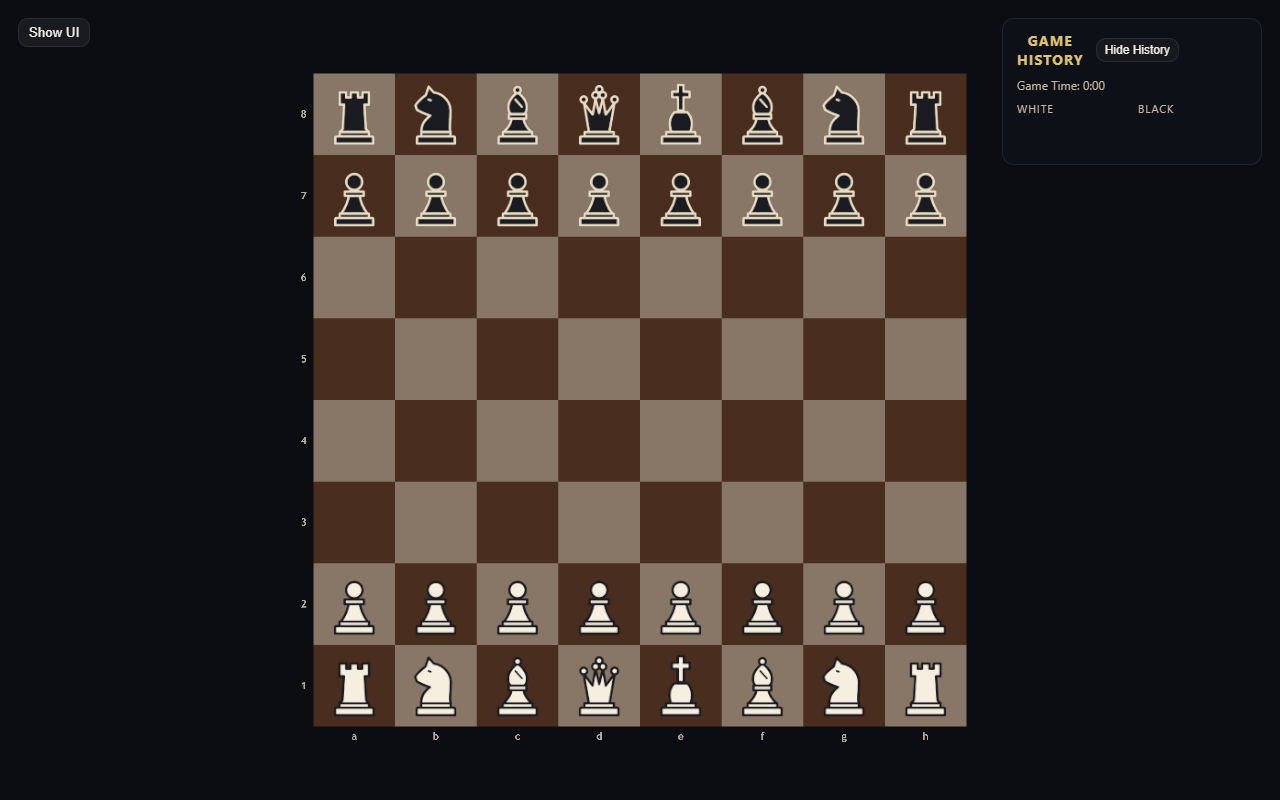 Show UI
GAME
HISTORY
Hide History
Game Time: 0:00
WHITE BLACK
8
7
6
5
4
3
2
1
a b c d e f g h